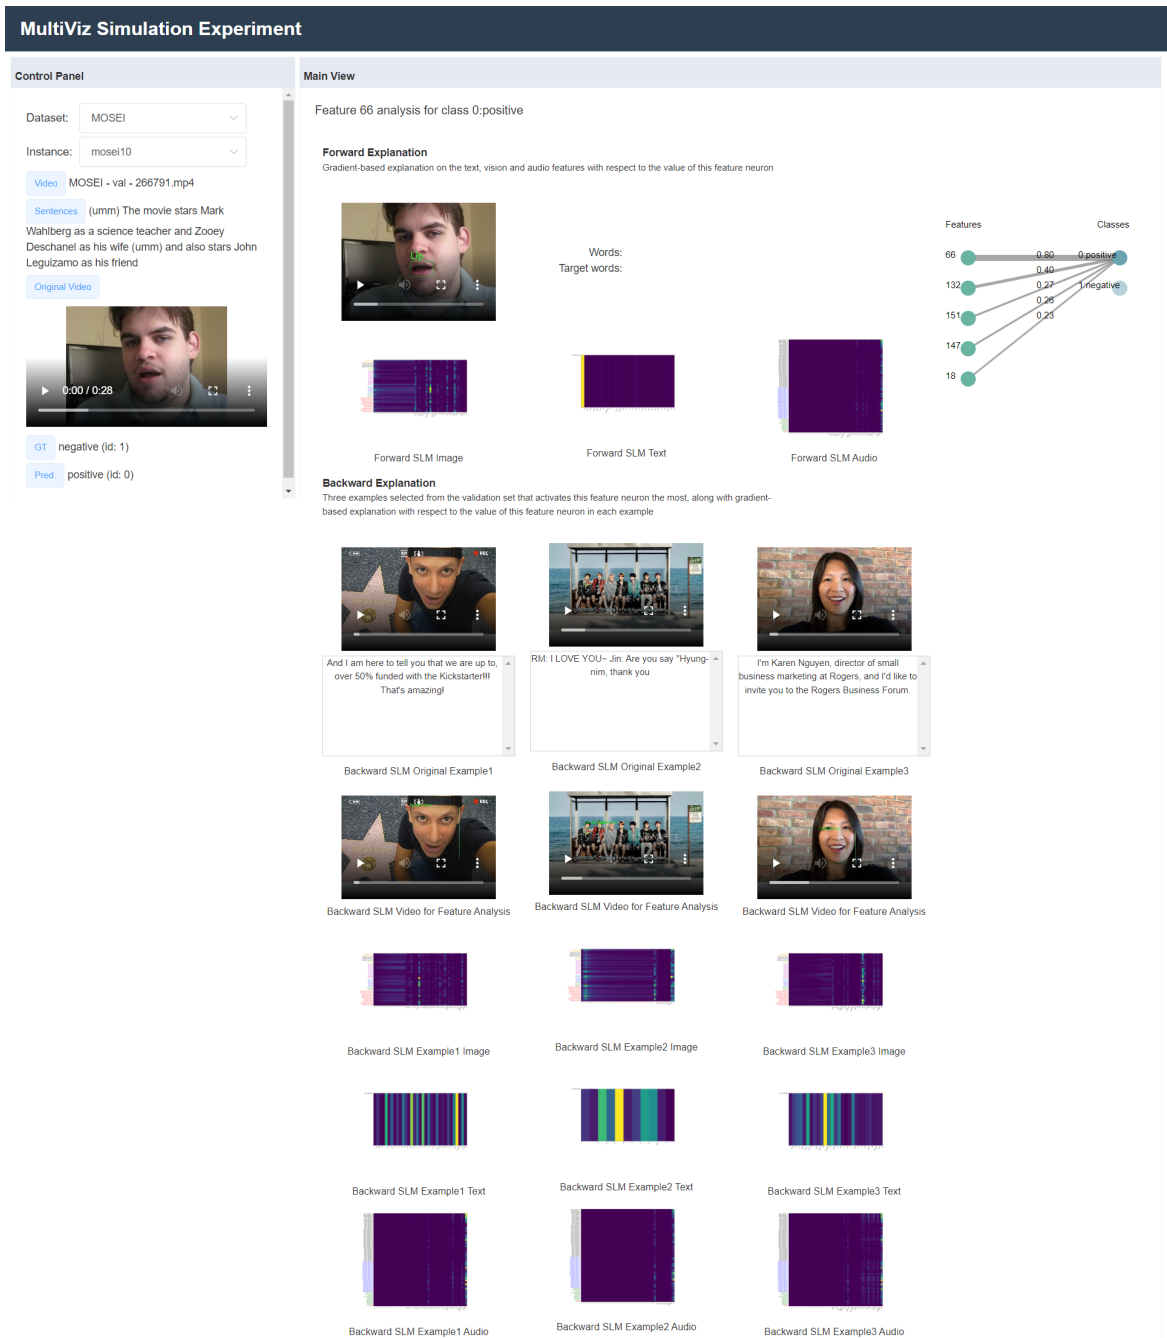 MultiViz Simulation Experiment
Control Panel
Main View
Dataset: MOSEI
Instance: mosei10
Video MOSEI - val - 266791.mp4
Sentences (umm) The movie stars Mark
Wahlberg as a science teacher and Zooey
Deschanel as his wife (umm) and also stars John
Leguizamo as his friend
Original Video
0:00 / 0:28
GT negative (id: 1)
Pred. positive (id: 0)
Feature 66 analysis for class 0:positive
Forward Explanation
Gradient-based explanation on the text, vision and audio features with respect to the value of this feature neuron
Words:
Target words:
Features Classes
66 0.80 0:positive
0.40
132 0.27 1:negative
0.26
151 0.23
147
18
Forward SLM Image
Forward SLM Text
Forward SLM Audio
Backward Explanation
Three examples selected from the validation set that activates this feature neuron the most, along with gradient-
based explanation with respect to the value of this feature neuron in each example
REC
And I am here to tell you that we are up to,
over 50% funded with the Kickstarter!!!
That's amazing!
RM: I LOVE YOU~ Jin: Are you say "Hyung-
nim, thank you
I'm Karen Nguyen, director of small
business marketing at Rogers, and I'd like to
invite you to the Rogers Business Forum.
Backward SLM Original Example1
Backward SLM Original Example2
Backward SLM Original Example3
REC
Backward SLM Video for Feature Analysis
Backward SLM Video for Feature Analysis
Backward SLM Video for Feature Analysis
Backward SLM Example1 Image
Backward SLM Example2 Image
Backward SLM Example3 Image
Backward SLM Example1 Text
Backward SLM Example2 Text
Backward SLM Example3 Text
Backward SLM Example1 Audio
Backward SLM Example2 Audio
Backward SLM Example3 Audio